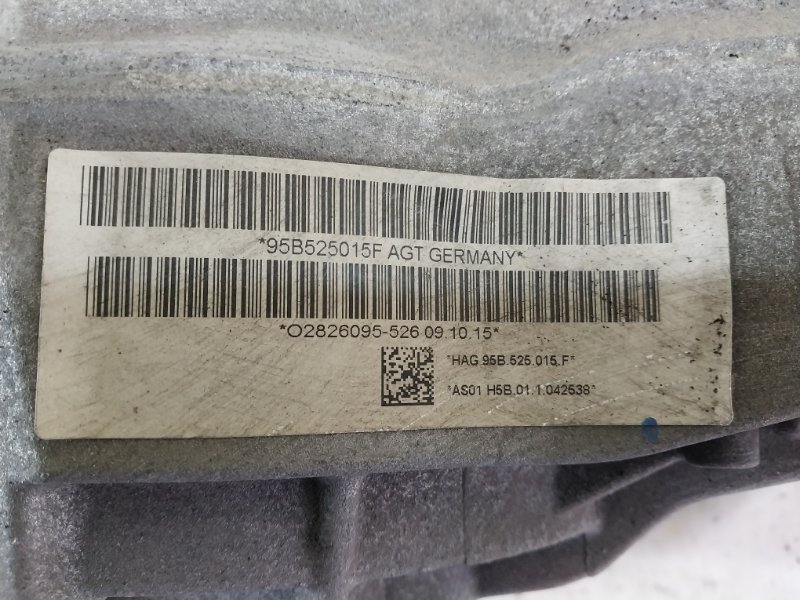 *95B525015F AGT GERMANY*
*O2826095-526 09.10.15*
*HAG 95B.525.015.F*
*AS01 H5B.01.1.042538*